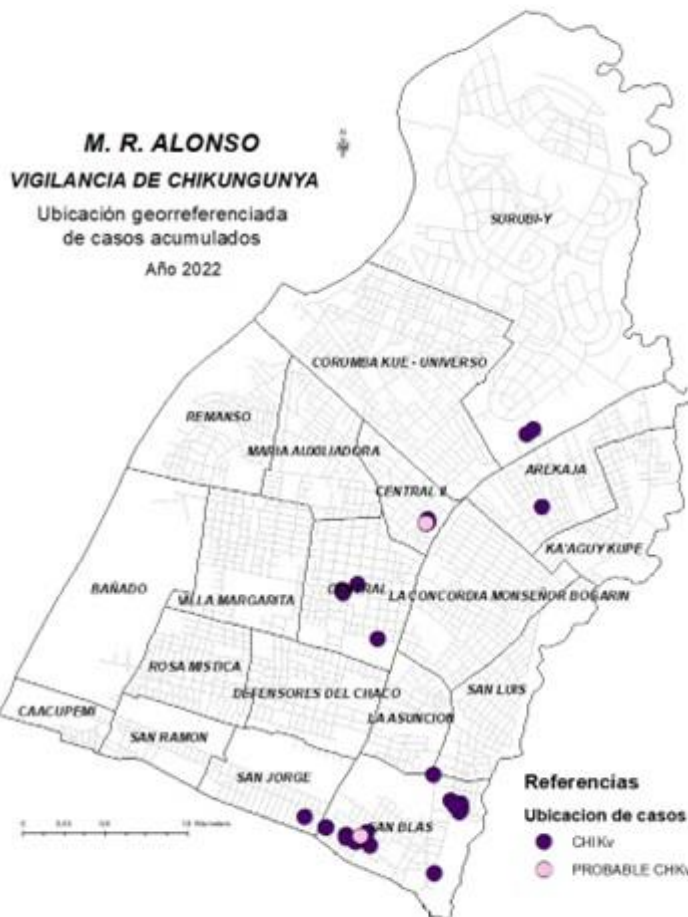 M. R. ALONSO
VIGILANCIA DE CHIKUNGUNYA
Ubicación georreferenciada
de casos acumulados
Año 2022
SURUBI-Y
CORUMBA KUE - UNIVERSO
REMANSO
MARIA AUXILIADORA
CENTRAL II
AREKAJA
KA'AGUY KUPE
BAÑADO
VILLA MARGARITA
LA CONCORDIA MONSEÑOR BOGARIN
ROSA MISTICA
DEFENSORES DEL CHACO
LA ASUNCION
SAN LUIS
CAACUPEMI
SAN RAMON
SAN JORGE
SAN BLAS
Referencias
Ubicacion de casos
CHIKv
PROBABLE CHKv